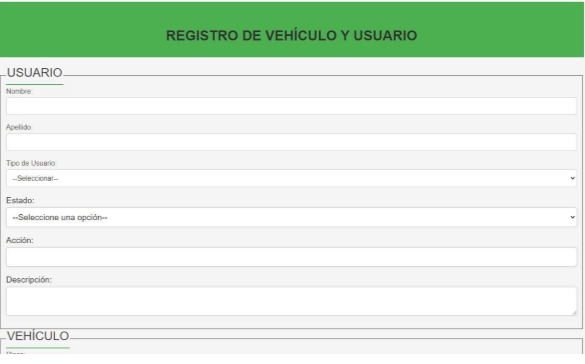 REGISTRO DE VEHÍCULO Y USUARIO
USUARIO
Nombre:
Apellido:
Tipo de Usuario:
--Seleccionar--
Estado:
--Seleccione una opción--
Acción:
Descripción:
VEHÍCULO